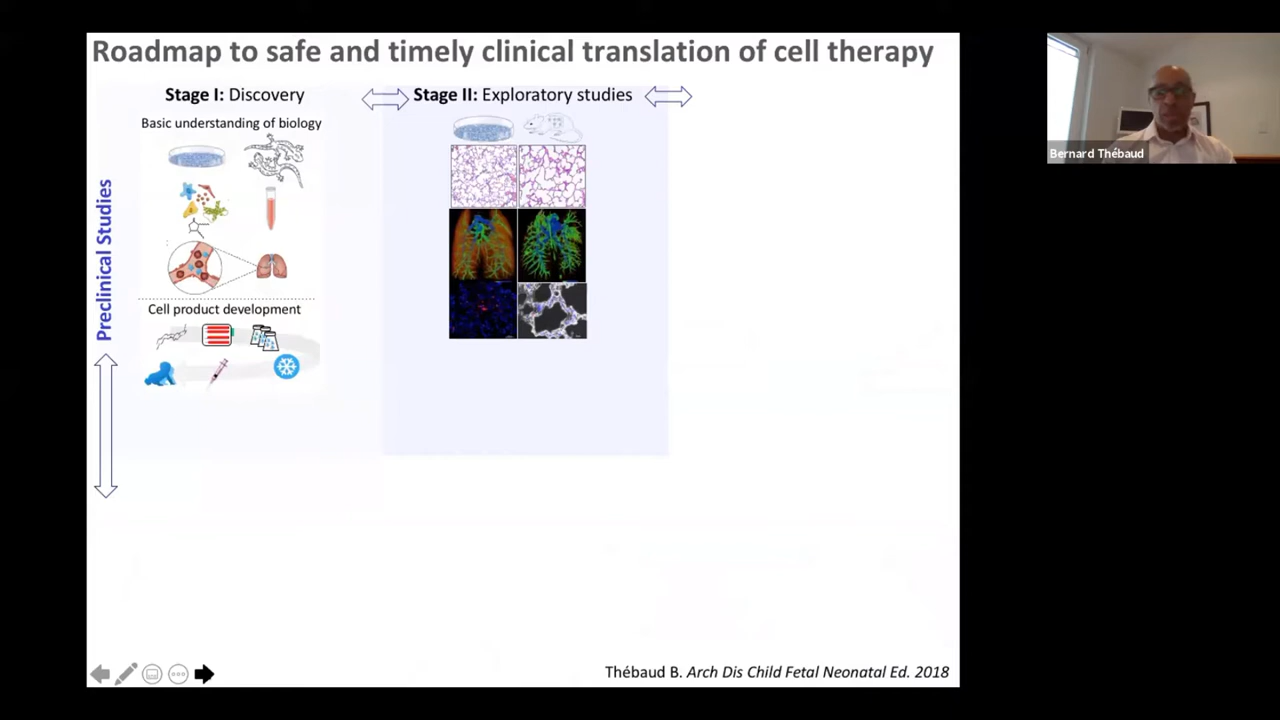 Roadmap to safe and timely clinical translation of cell therapy
Stage I: Discovery
Basic understanding of biology
Cell product development
Preclinical Studies
Stage II: Exploratory studies
Thébaud B. Arch Dis Child Fetal Neonatal Ed. 2018
Bernard Thébaud